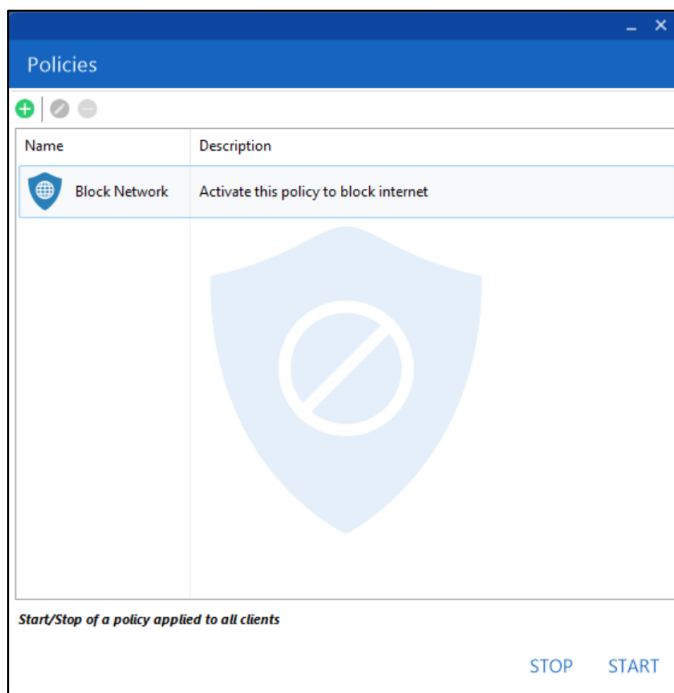 Policies
Name Description
Block Network Activate this policy to block internet
Start/Stop of a policy applied to all clients
STOP START